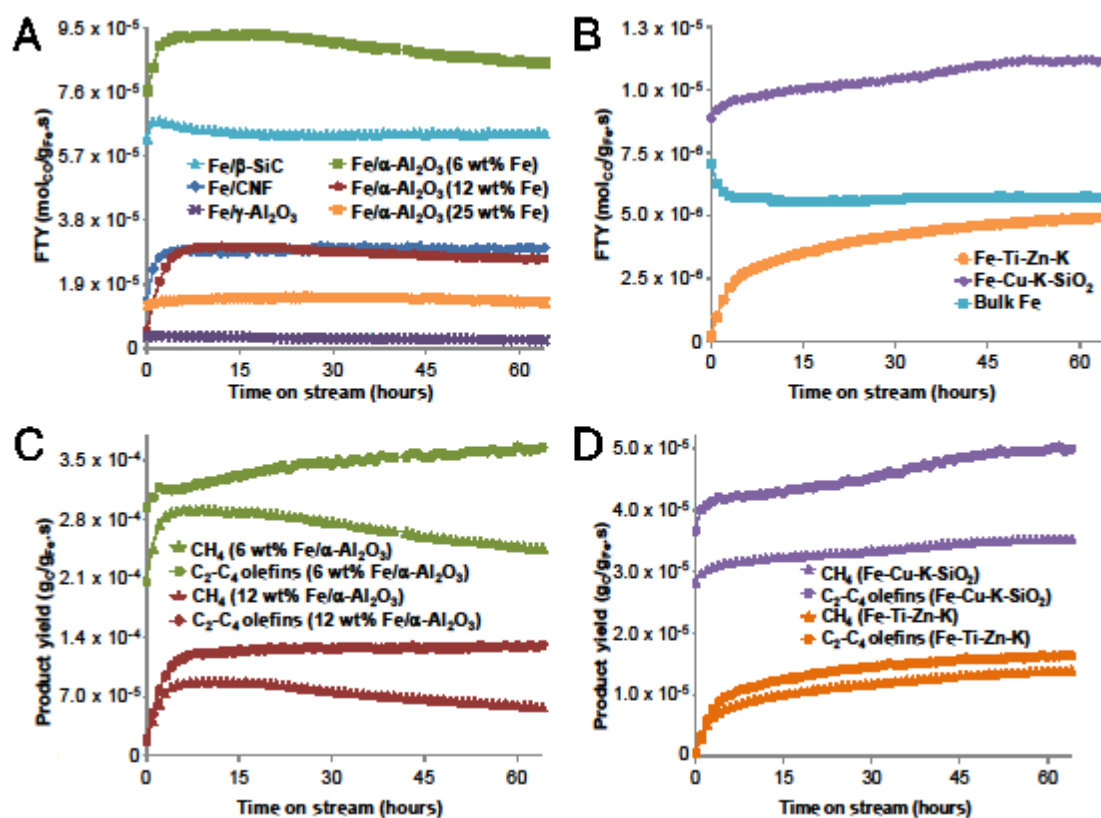 A
FTY (molCO/gFe.s)
9.5 x 10⁻⁵
7.6 x 10⁻⁵
5.7 x 10⁻⁵
3.8 x 10⁻⁵
1.9 x 10⁻⁵
0
Fe/β-SiC
Fe/CNF
Fe/γ-Al₂O₃
Fe/α-Al₂O₃ (6 wt% Fe)
Fe/α-Al₂O₃ (12 wt% Fe)
Fe/α-Al₂O₃ (25 wt% Fe)
0 15 30 45 60
Time on stream (hours)
B
FTY (molCO/gFe.s)
1.3 x 10⁻⁵
1.0 x 10⁻⁵
7.5 x 10⁻⁶
5.0 x 10⁻⁶
2.5 x 10⁻⁶
0
Fe-Ti-Zn-K
Fe-Cu-K-SiO₂
Bulk Fe
0 15 30 45 60
Time on stream (hours)
C
Product yield (gC/gFe.s)
3.5 x 10⁻⁴
2.8 x 10⁻⁴
2.1 x 10⁻⁴
1.4 x 10⁻⁴
7.0 x 10⁻⁵
0
CH₄ (6 wt% Fe/α-Al₂O₃)
C₂-C₄ olefins (6 wt% Fe/α-Al₂O₃)
CH₄ (12 wt% Fe/α-Al₂O₃)
C₂-C₄ olefins (12 wt% Fe/α-Al₂O₃)
0 15 30 45 60
Time on stream (hours)
D
Product yield (gC/gFe.s)
5.0 x 10⁻⁵
4.0 x 10⁻⁵
3.0 x 10⁻⁵
2.0 x 10⁻⁵
1.0 x 10⁻⁵
0
CH₄ (Fe-Cu-K-SiO₂)
C₂-C₄ olefins (Fe-Cu-K-SiO₂)
CH₄ (Fe-Ti-Zn-K)
C₂-C₄ olefins (Fe-Ti-Zn-K)
0 15 30 45 60
Time on stream (hours)